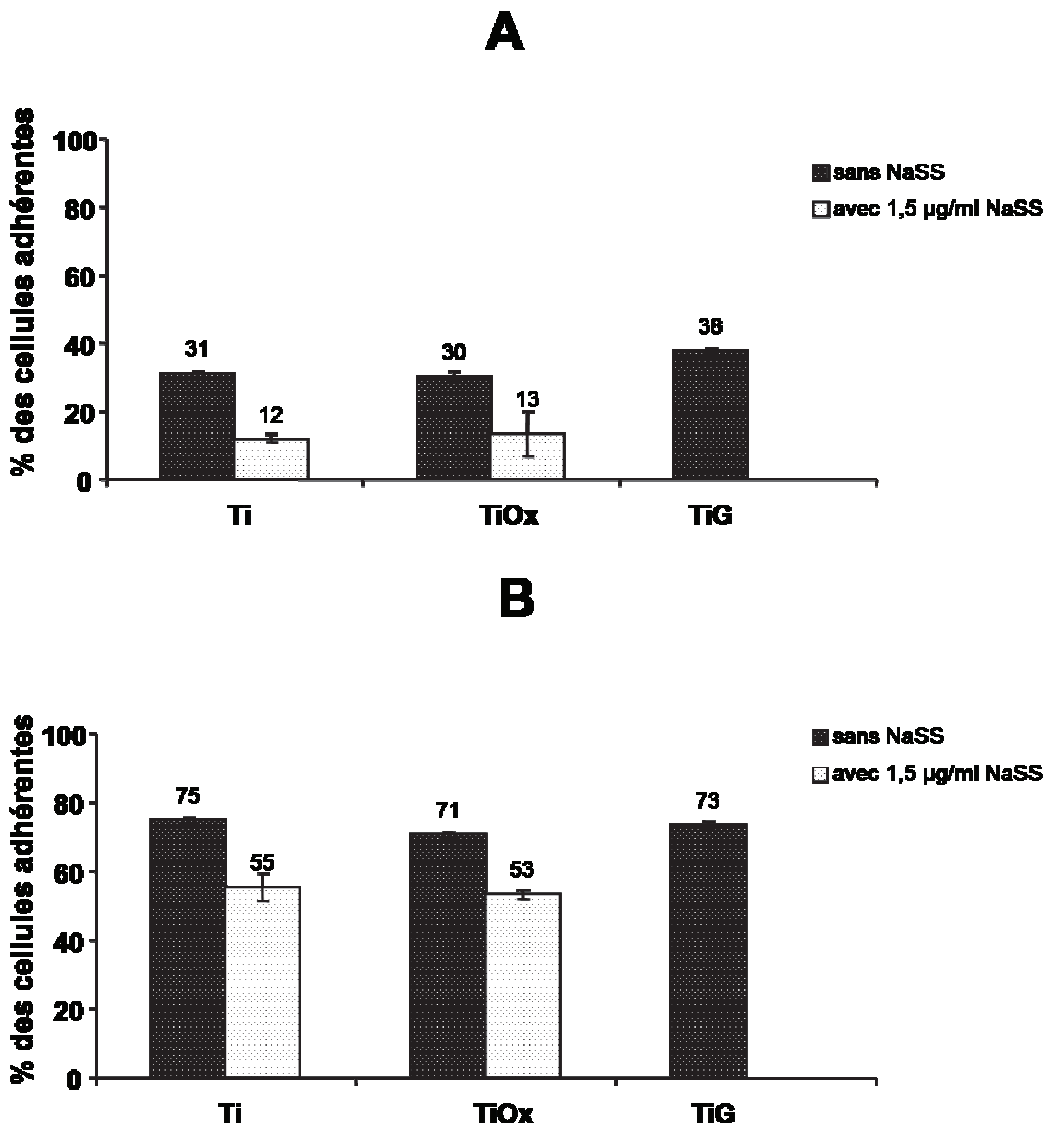 A
% des cellules adhérentes
100
80
60
40
20
0
31
12
30
13
38
Ti
TiOx
TiG
sans NaSS
avec 1,5 µg/ml NaSS
B
% des cellules adhérentes
100
80
60
40
20
0
75
55
71
53
73
Ti
TiOx
TiG
sans NaSS
avec 1,5 µg/ml NaSS